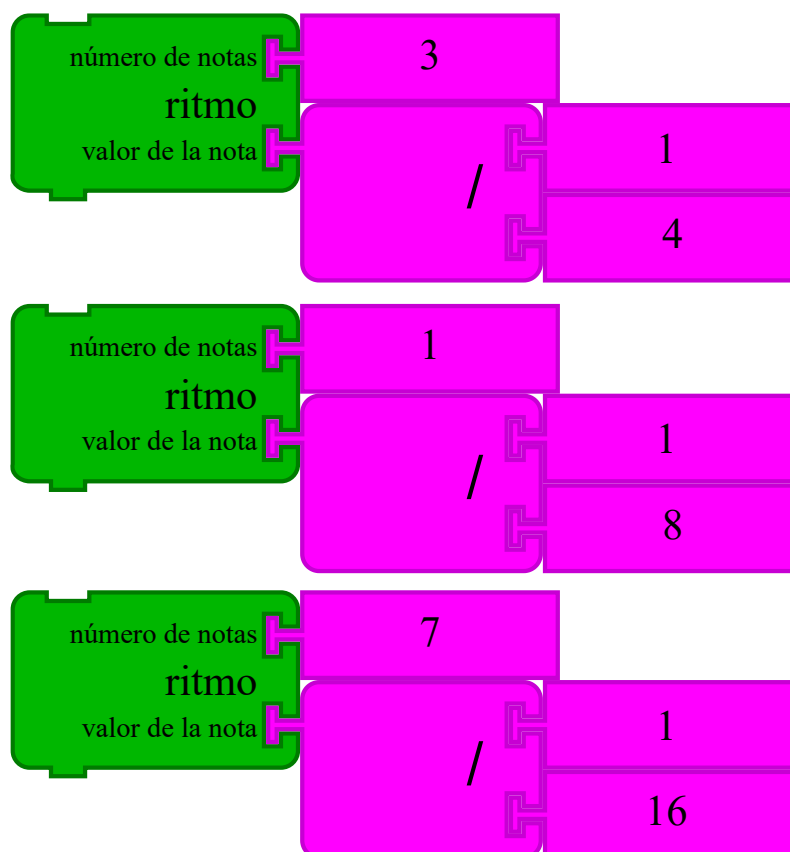 número de notas 3
ritmo
valor de la nota / 1
4
número de notas 1
ritmo
valor de la nota / 1
8
número de notas 7
ritmo
valor de la nota / 1
16